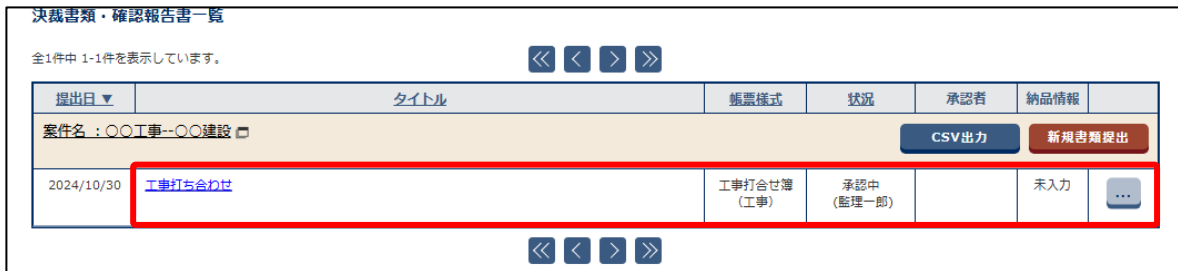 決裁書類・確認報告書一覧
全1件中 1-1件を表示しています。
提出日▼ タイトル 帳票様式 状況 承認者 納品情報
案件名 :〇〇工事--〇〇建設 CSV出力 新規書類提出
2024/10/30 工事打ち合わせ 工事打合せ簿 承認中 未入力 ...
(工事) (監理一郎)